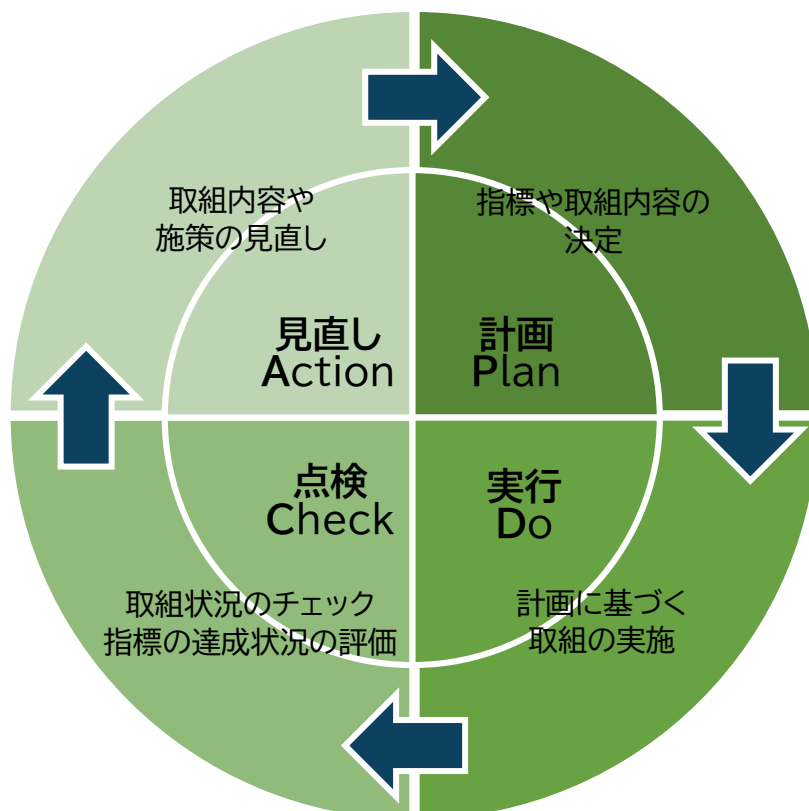 取組内容や
施策の見直し
見直し
Action
指標や取組内容の
決定
計画
Plan
点検
Check
取組状況のチェック
指標の達成状況の評価
実行
Do
計画に基づく
取組の実施